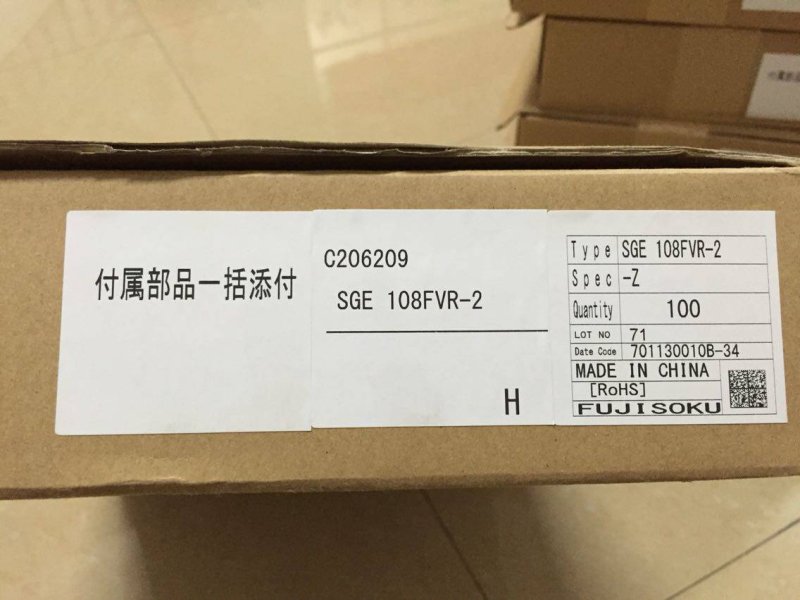 付属部品一括添付
C206209
SGE 108FVR-2
H
Type SGE 108FVR-2
Spec -Z
Quantity 100
LOT NO 71
Date Code 701130010B-34
MADE IN CHINA
[RoHS]
FUJISOKU